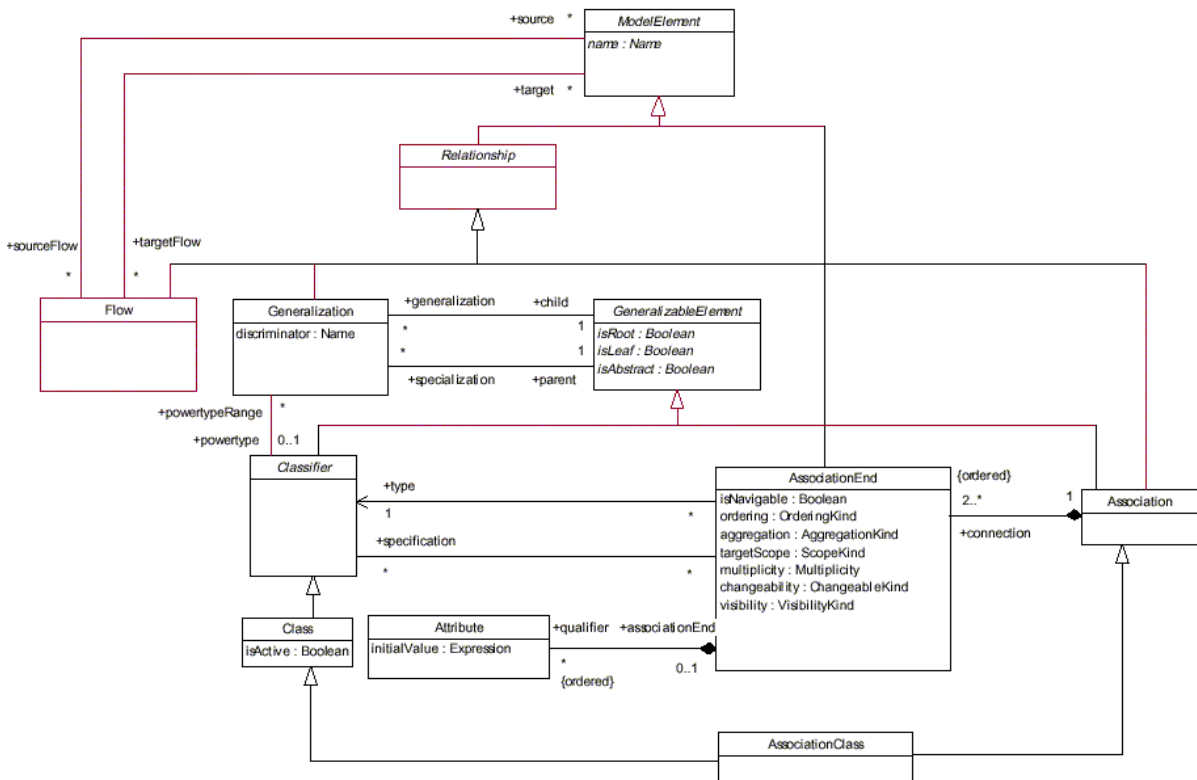 +source *
ModelElement
name : Name
+target *
Relationship
+sourceFlow
+targetFlow
* *
Flow
Generalization
discriminator : Name
+generalization +child
* 1
* 1
+specialization +parent
GeneralizableElement
isRoot : Boolean
isLeaf : Boolean
isAbstract : Boolean
+powertypeRange *
+powertype 0..1
Classifier
+type
1 *
+specification
* *
AssociationEnd
isNavigable : Boolean
ordering : OrderingKind
aggregation : AggregationKind
targetScope : ScopeKind
multiplicity : Multiplicity
changeability : ChangeableKind
visibility : VisibilityKind
{ordered}
2..* 1
+connection
Association
Class
isActive : Boolean
Attribute
initialValue : Expression
+qualifier +associationEnd
* 0..1
{ordered}
AssociationClass